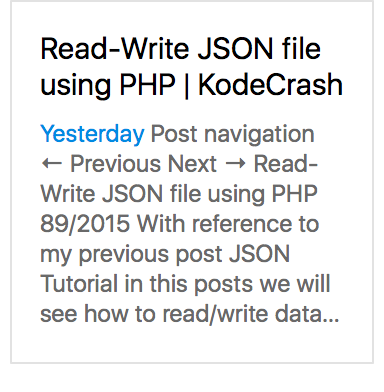 Read-Write JSON file
using PHP | KodeCrash
Yesterday Post navigation
← Previous Next → Read-
Write JSON file using PHP
89/2015 With reference to
my previous post JSON
Tutorial in this posts we will
see how to read/write data...